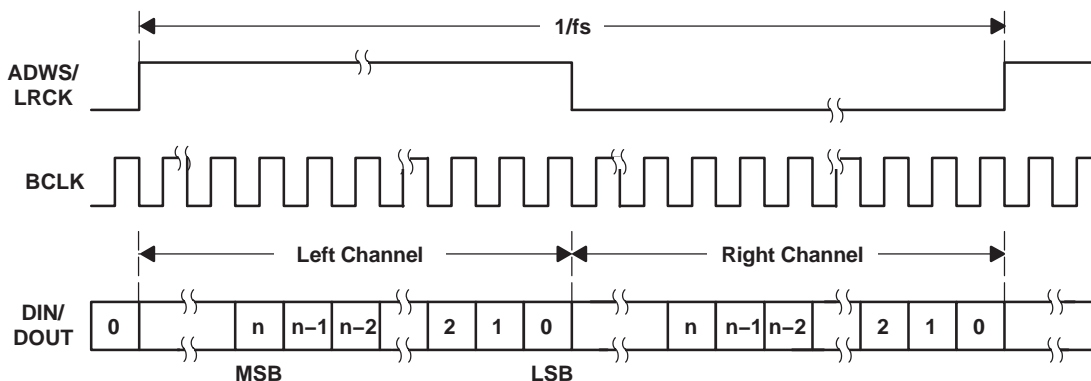 1/fs
ADWS/
LRCK
BCLK
Left Channel
Right Channel
DIN/
DOUT
0 n n−1 n−2 2 1 0 n n−1 n−2 2 1 0
MSB LSB